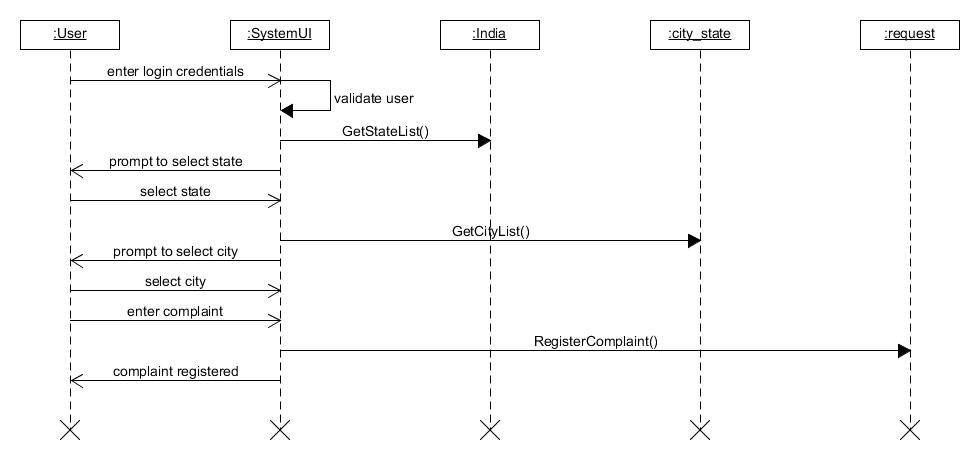 :User
:SystemUI
:India
:city_state
:request
enter login credentials
validate user
GetStateList()
prompt to select state
select state
GetCityList()
prompt to select city
select city
enter complaint
RegisterComplaint()
complaint registered